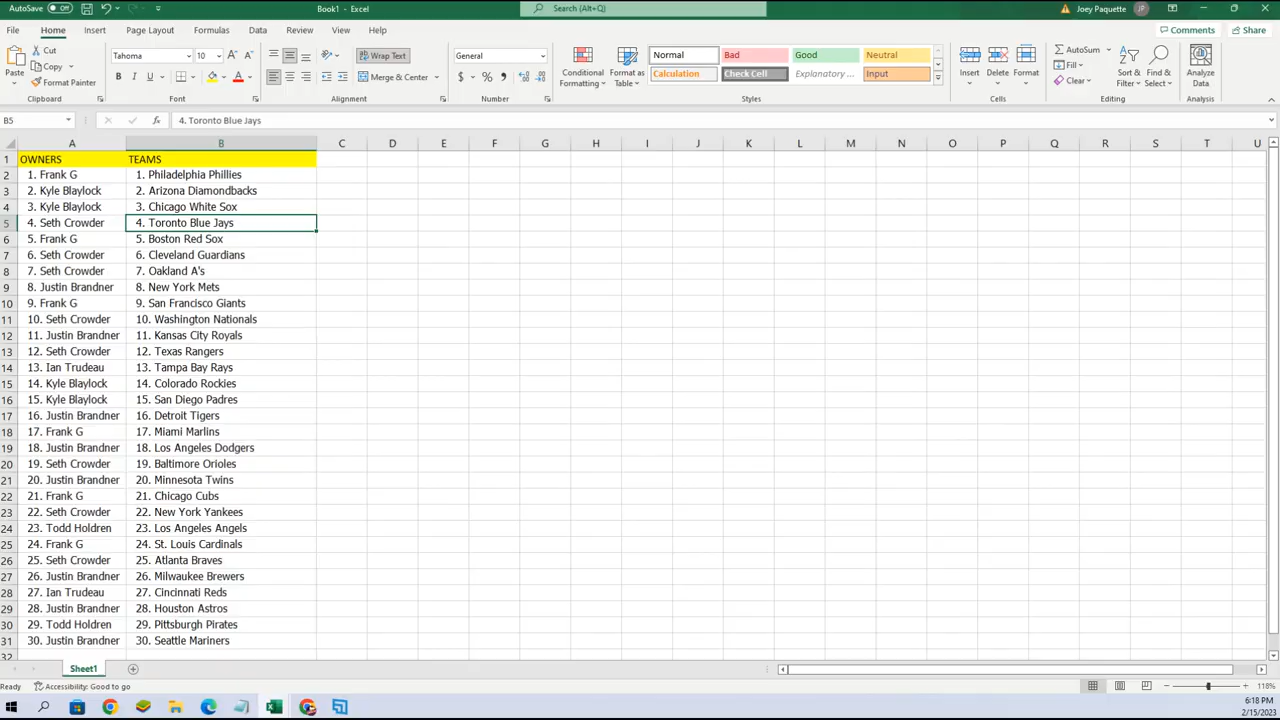 AutoSave Off Book1 - Excel Search (Alt+Q) Joey Paquette JP
File Home Insert Page Layout Formulas Data Review View Help Comments Share
Paste Cut Copy Format Painter Clipboard
Tahoma 10 B I U A Font
Wrap Text Merge & Center Alignment
General $ % Number
Conditional Formatting Format as Table Normal Bad Good Neutral Calculation Check Cell Explanatory ... Input Styles
Insert Delete Format Cells
AutoSum Fill Clear Sort & Filter Find & Select Editing
Analyze Data Analysis
B5 fx 4. Toronto Blue Jays
A B C D E F G H I J K L M N O P Q R S T U
1 OWNERS TEAMS
2 1. Frank G 1. Philadelphia Phillies
3 2. Kyle Blaylock 2. Arizona Diamondbacks
4 3. Kyle Blaylock 3. Chicago White Sox
5 4. Seth Crowder 4. Toronto Blue Jays
6 5. Frank G 5. Boston Red Sox
7 6. Seth Crowder 6. Cleveland Guardians
8 7. Seth Crowder 7. Oakland A's
9 8. Justin Brandner 8. New York Mets
10 9. Frank G 9. San Francisco Giants
11 10. Seth Crowder 10. Washington Nationals
12 11. Justin Brandner 11. Kansas City Royals
13 12. Seth Crowder 12. Texas Rangers
14 13. Ian Trudeau 13. Tampa Bay Rays
15 14. Kyle Blaylock 14. Colorado Rockies
16 15. Kyle Blaylock 15. San Diego Padres
17 16. Justin Brandner 16. Detroit Tigers
18 17. Frank G 17. Miami Marlins
19 18. Justin Brandner 18. Los Angeles Dodgers
20 19. Seth Crowder 19. Baltimore Orioles
21 20. Justin Brandner 20. Minnesota Twins
22 21. Frank G 21. Chicago Cubs
23 22. Seth Crowder 22. New York Yankees
24 23. Todd Holdren 23. Los Angeles Angels
25 24. Frank G 24. St. Louis Cardinals
26 25. Seth Crowder 25. Atlanta Braves
27 26. Justin Brandner 26. Milwaukee Brewers
28 27. Ian Trudeau 27. Cincinnati Reds
29 28. Justin Brandner 28. Houston Astros
30 29. Todd Holdren 29. Pittsburgh Pirates
31 30. Justin Brandner 30. Seattle Mariners
32
Sheet1
Ready Accessibility: Good to go 118%
6:18 PM
2/15/2023